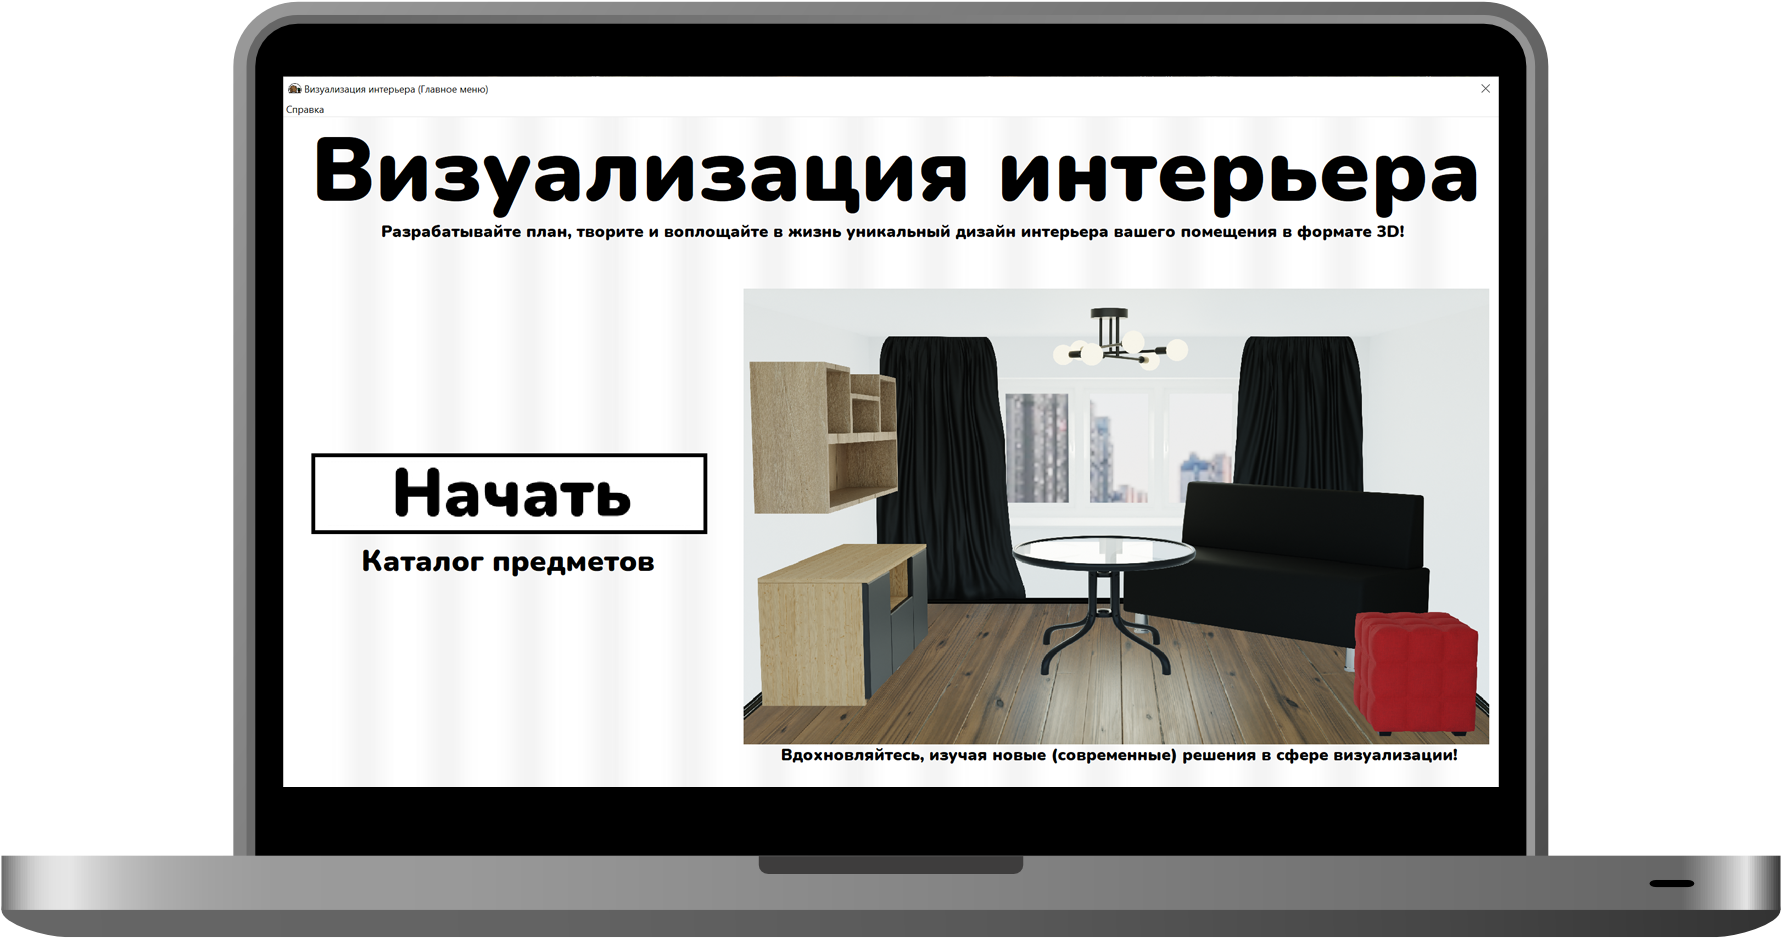 Визуализация интерьера (Главное меню)
Справка
Визуализация интерьера
Разрабатывайте план, творите и воплощайте в жизнь уникальный дизайн интерьера вашего помещения в формате 3D!
Начать
Каталог предметов
Вдохновляйтесь, изучая новые (современные) решения в сфере визуализации!